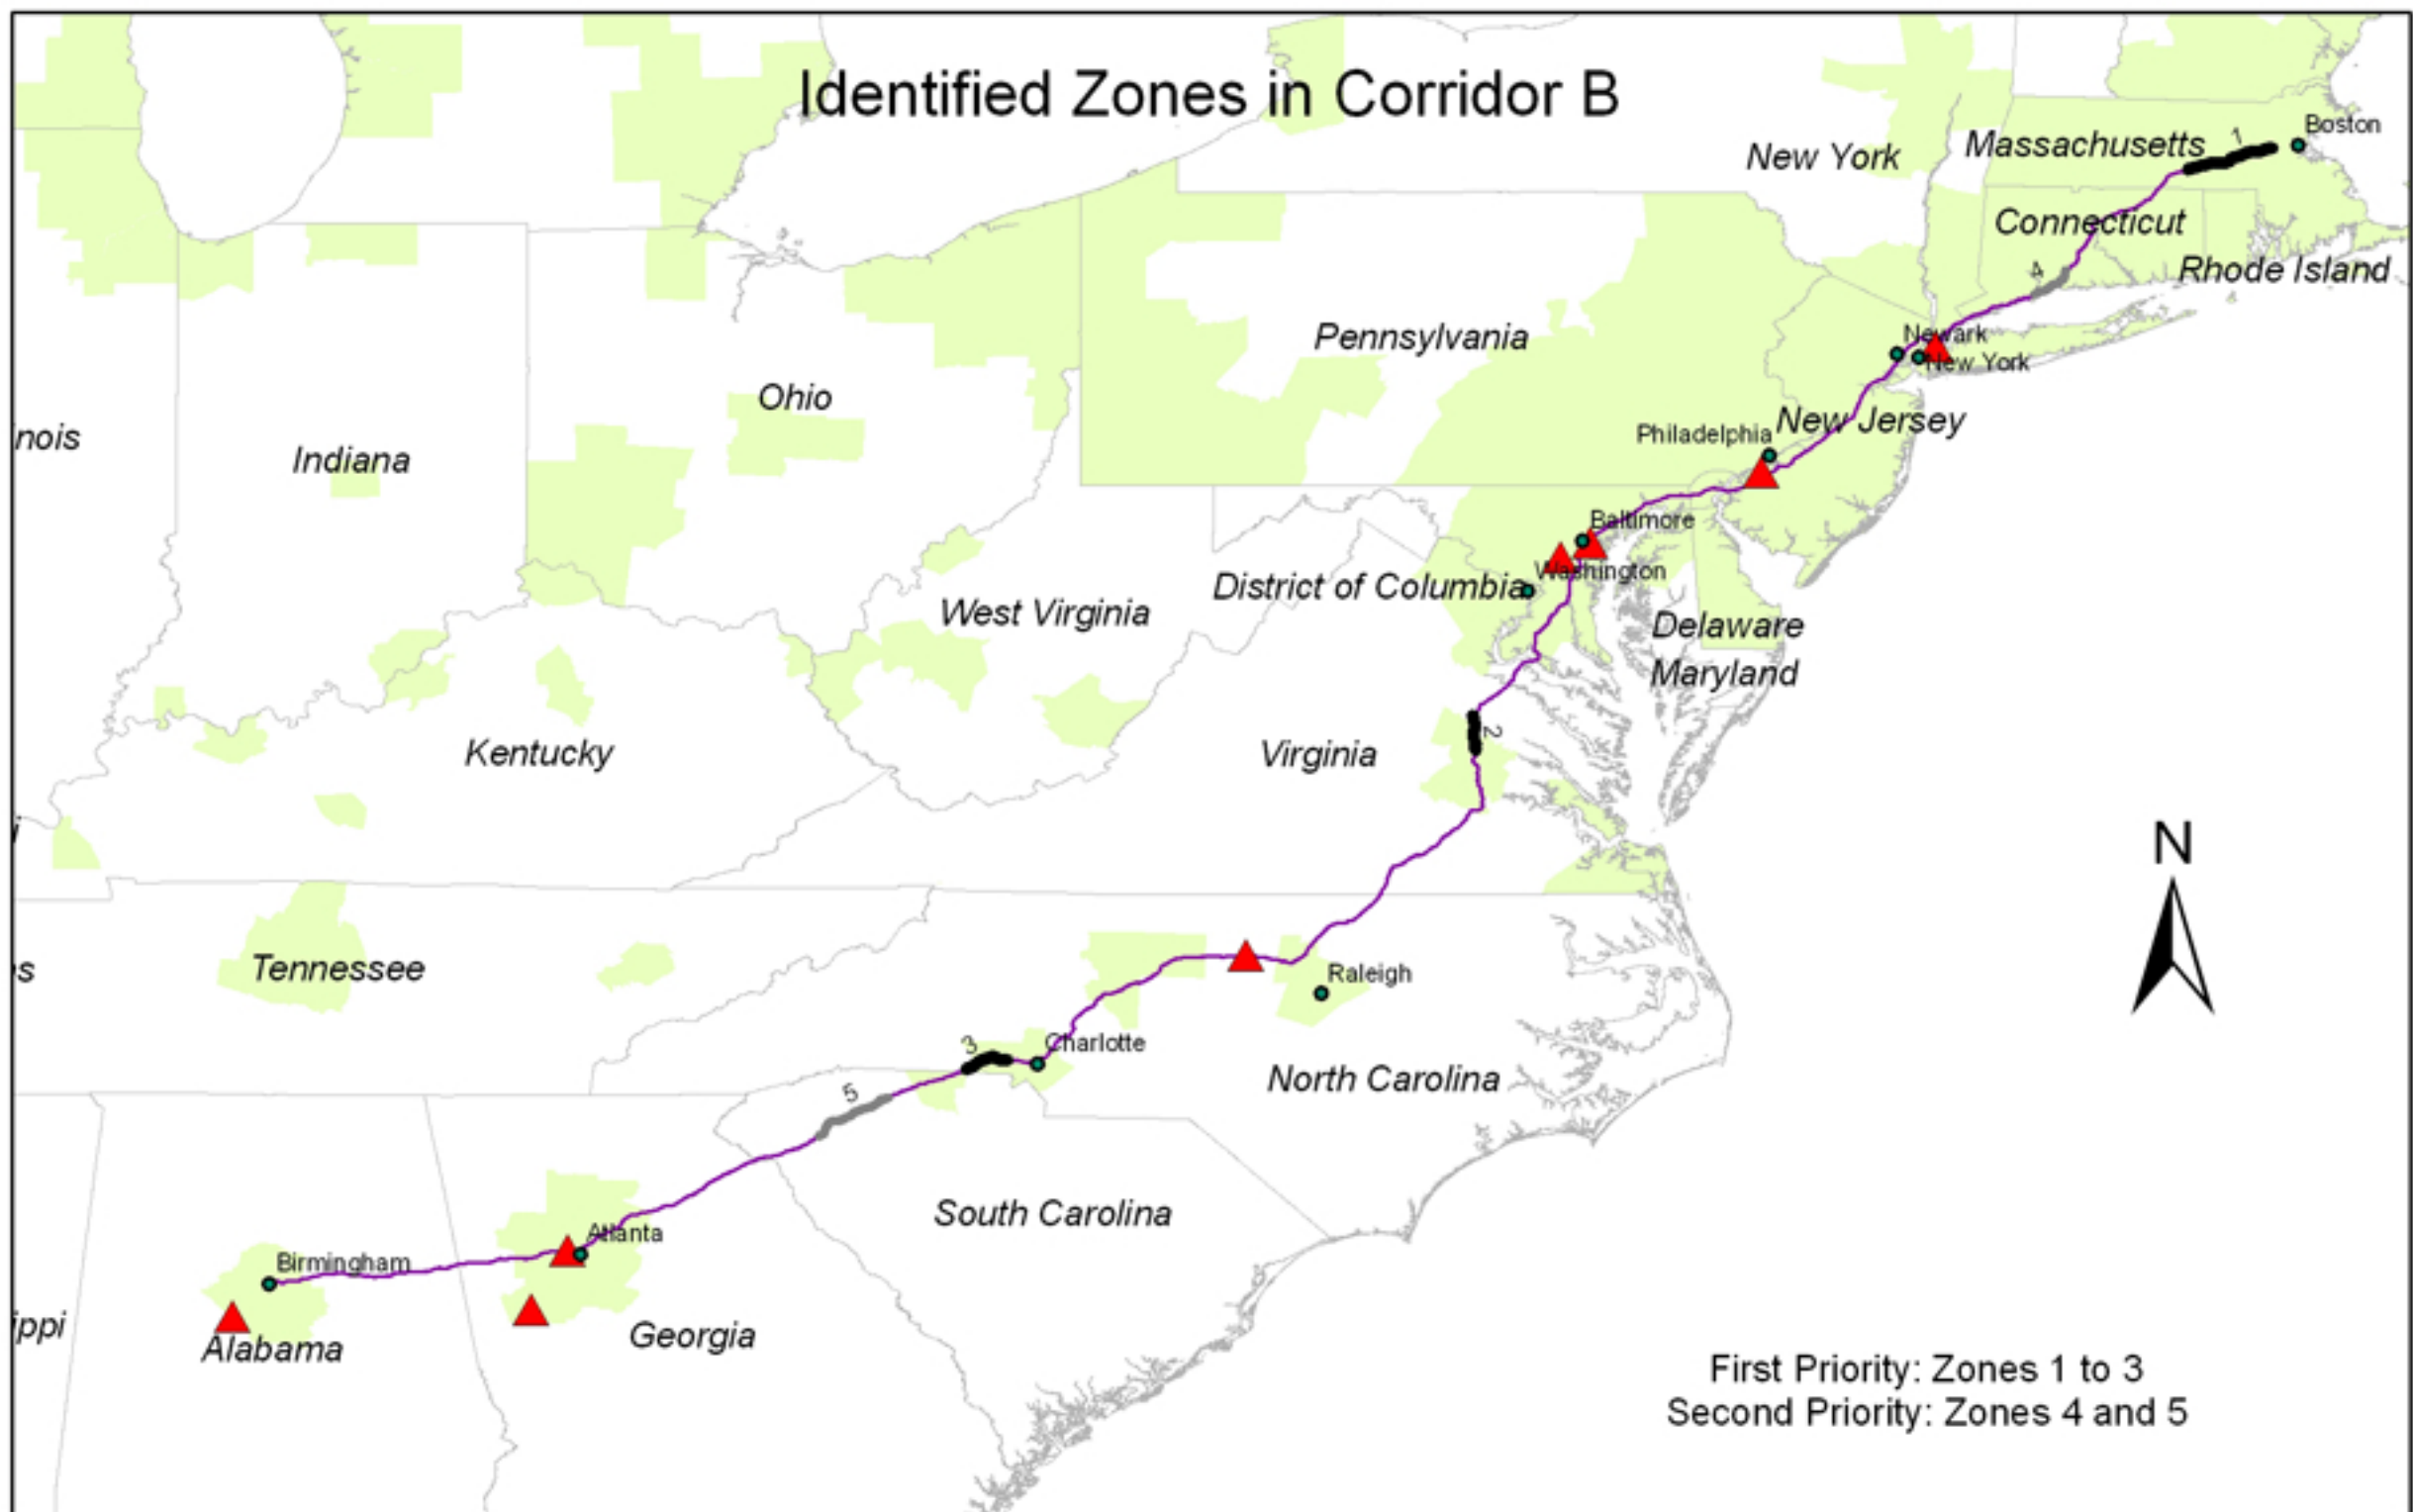 Identified Zones in Corridor B
Boston
1
Massachusetts
New York
Connecticut
4
Rhode Island
Newark
New York
Pennsylvania
Ohio
New Jersey
Philadelphia
nois
Indiana
Baltimore
Washington
District of Columbia
West Virginia
Delaware
Maryland
2
Kentucky
Virginia
i
N
s
Tennessee
Raleigh
3
Charlotte
North Carolina
5
South Carolina
Atlanta
Birmingham
ippi
Alabama
Georgia
First Priority: Zones 1 to 3
Second Priority: Zones 4 and 5